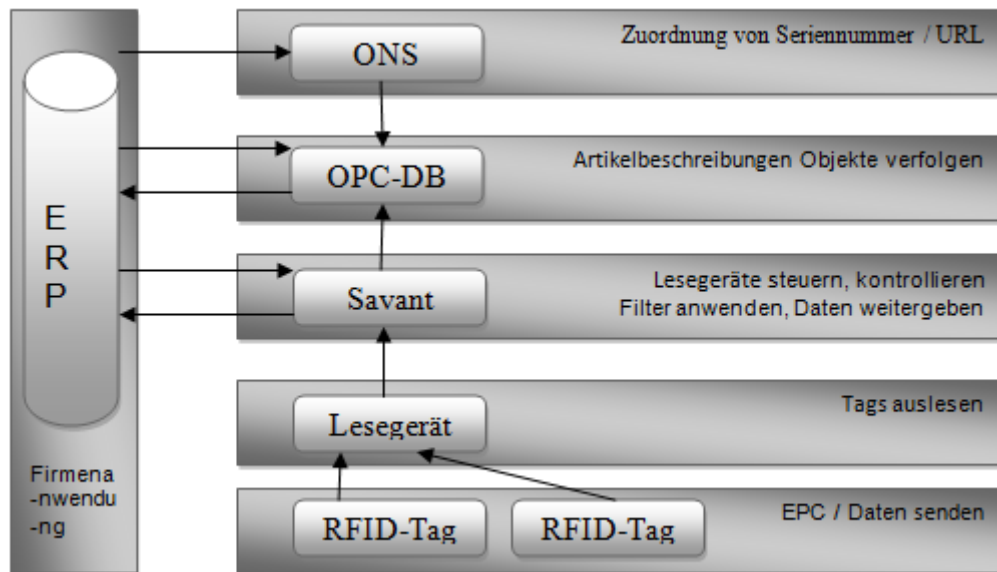 Zuordnung von Seriennummer / URL
ONS
Artikelbeschreibungen Objekte verfolgen
OPC-DB
E
R
P
Lesegeräte steuern, kontrollieren
Filter anwenden, Daten weitergeben
Savant
Tags auslesen
Lesegerät
Firmena
-nwendu
-ng
EPC / Daten senden
RFID-Tag
RFID-Tag